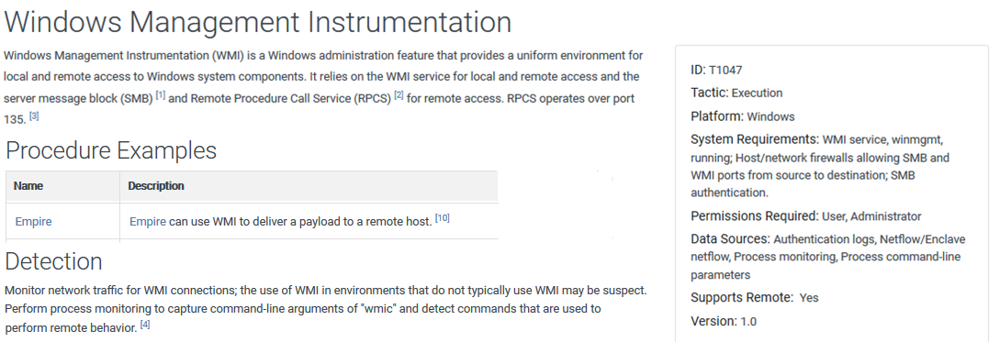 Windows Management Instrumentation
Windows Management Instrumentation (WMI) is a Windows administration feature that provides a uniform environment for
local and remote access to Windows system components. It relies on the WMI service for local and remote access and the
server message block (SMB) [1] and Remote Procedure Call Service (RPCS) [2] for remote access. RPCS operates over port
135. [3]
Procedure Examples
Name Description
Empire Empire can use WMI to deliver a payload to a remote host. [10]
Detection
Monitor network traffic for WMI connections; the use of WMI in environments that do not typically use WMI may be suspect.
Perform process monitoring to capture command-line arguments of "wmic" and detect commands that are used to
perform remote behavior. [4]
ID: T1047
Tactic: Execution
Platform: Windows
System Requirements: WMI service, winmgmt,
running; Host/network firewalls allowing SMB and
WMI ports from source to destination; SMB
authentication.
Permissions Required: User, Administrator
Data Sources: Authentication logs, Netflow/Enclave
netflow, Process monitoring, Process command-line
parameters
Supports Remote: Yes
Version: 1.0